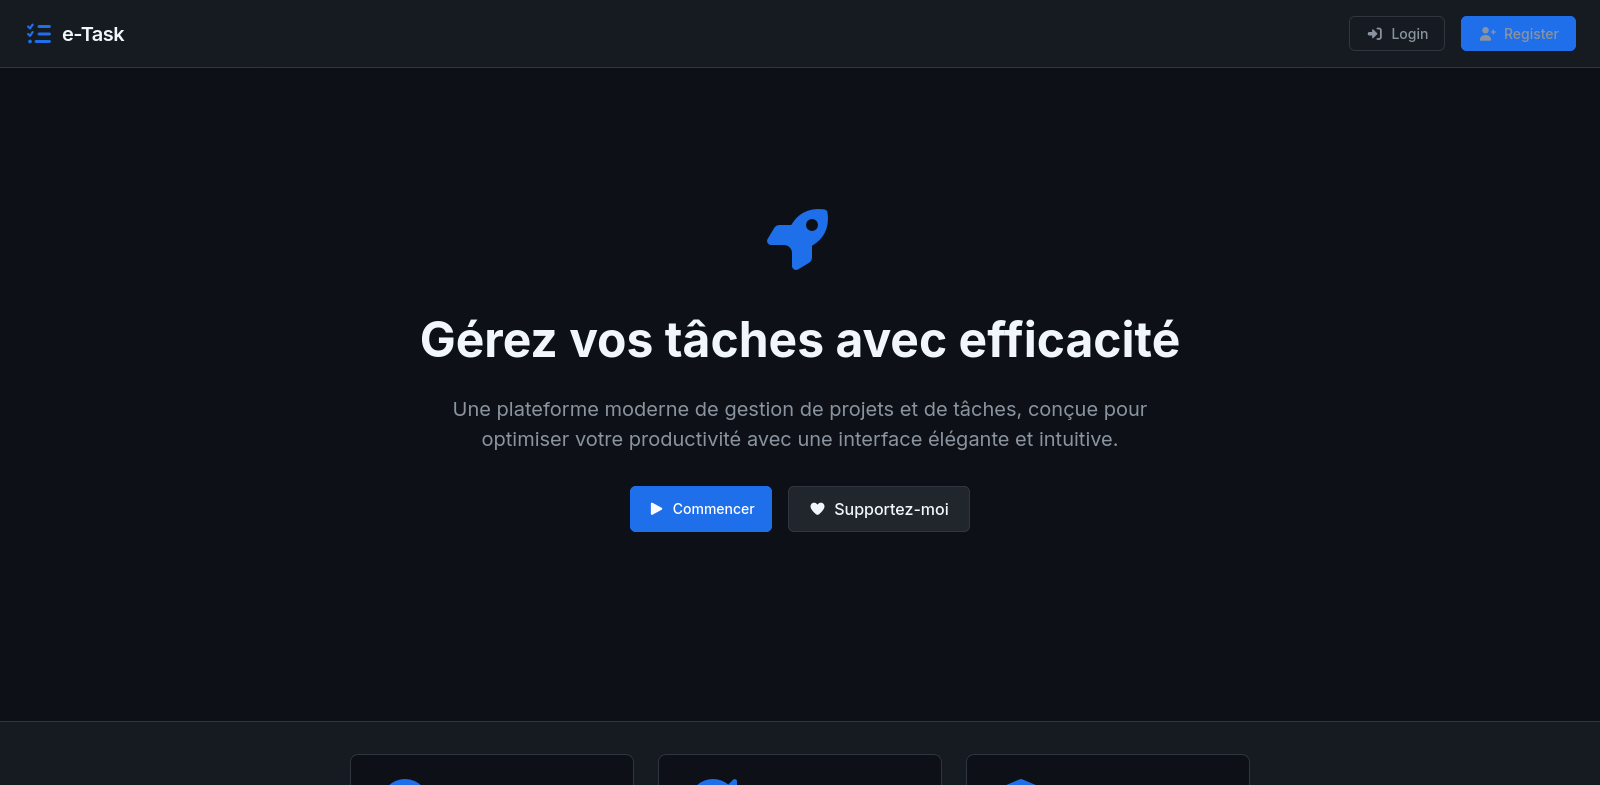 e-Task
Login
Register
Gérez vos tâches avec efficacité
Une plateforme moderne de gestion de projets et de tâches, conçue pour
optimiser votre productivité avec une interface élégante et intuitive.
Commencer
Supportez-moi